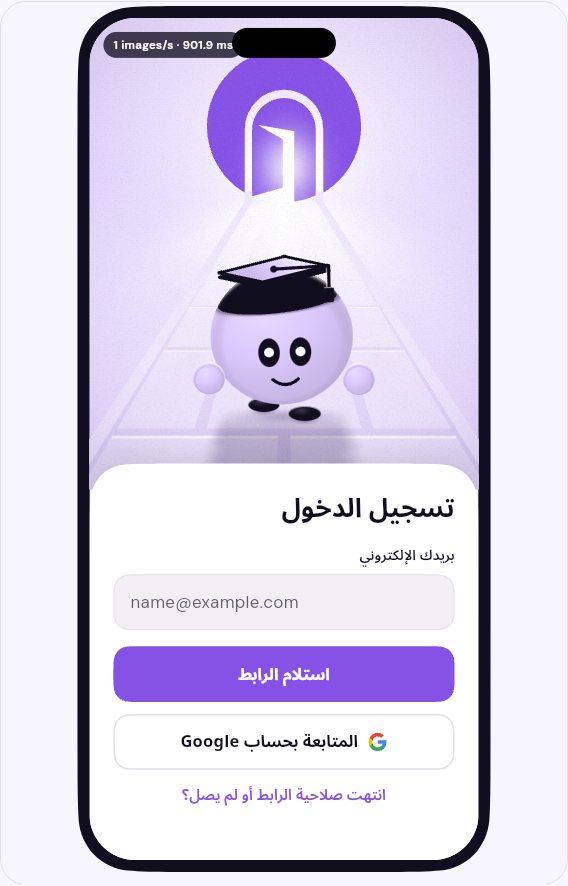 1 images/s · 901.9 ms
تسجيل الدخول
بريدك الإلكتروني
name@example.com
استلام الرابط
المتابعة بحساب Google
انتهت صلاحية الرابط أو لم يصل؟